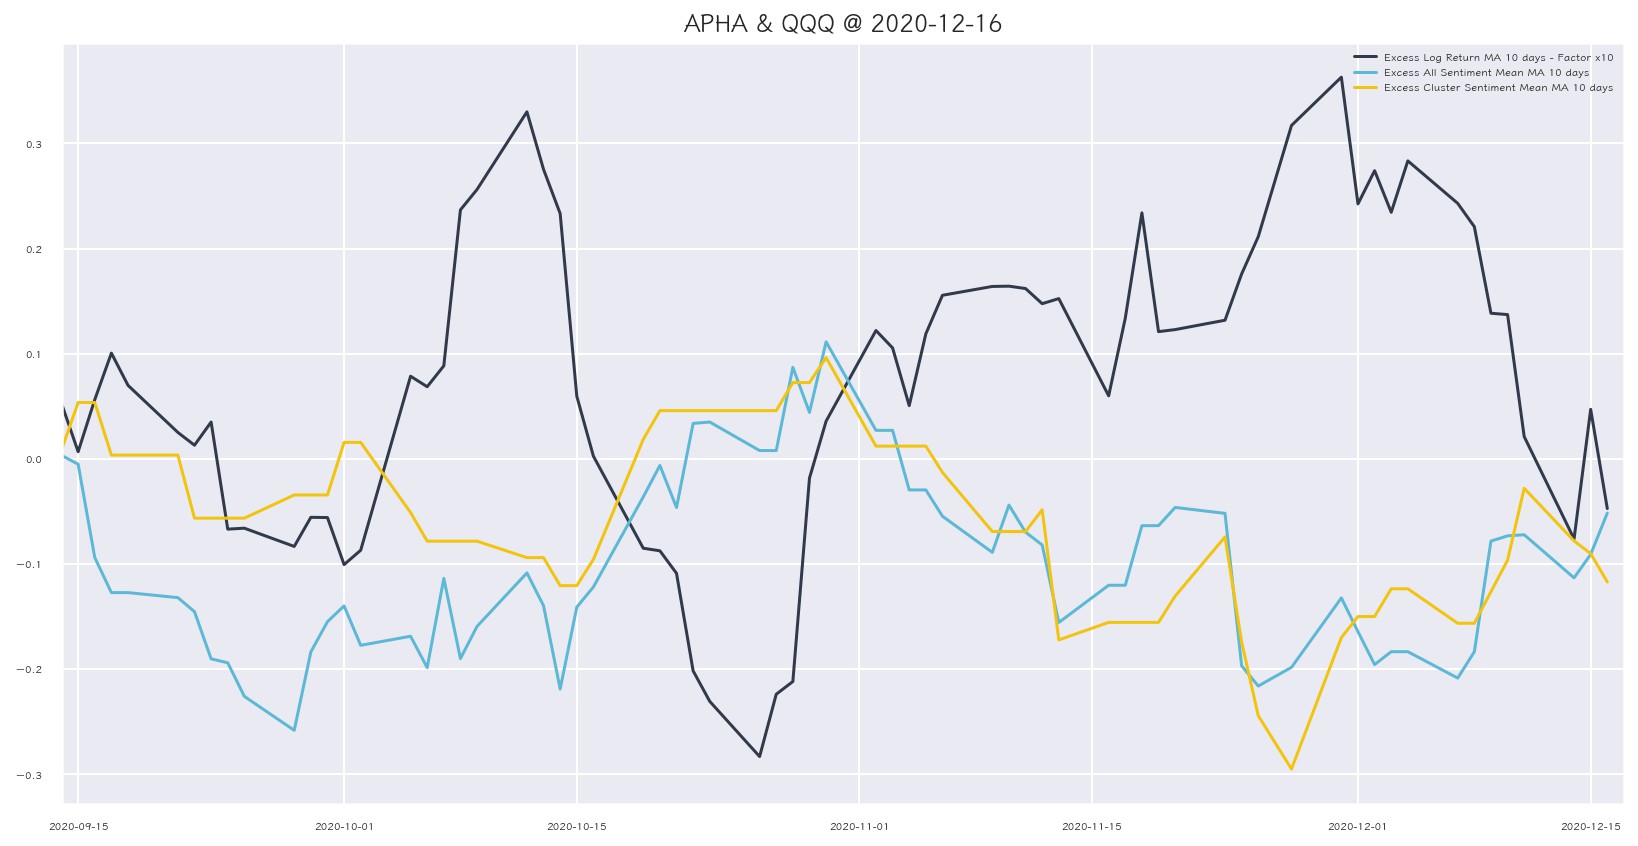 APHA & QQQ @ 2020-12-16
Excess Log Return MA 10 days - Factor x10
Excess All Sentiment Mean MA 10 days
Excess Cluster Sentiment Mean MA 10 days
0.3
0.2
0.1
0.0
−0.1
−0.2
−0.3
2020-09-15 2020-10-01 2020-10-15 2020-11-01 2020-11-15 2020-12-01 2020-12-15